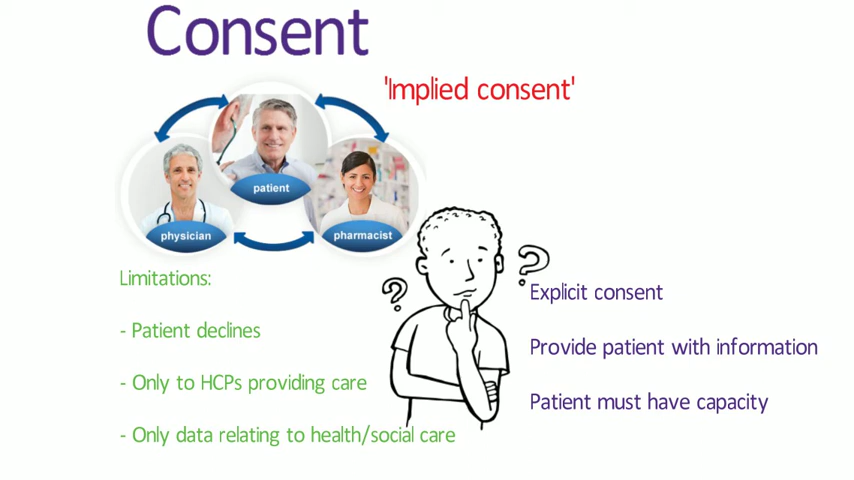 Consent
'Implied consent'
patient
physician
pharmacist
Limitations:
- Patient declines
- Only to HCPs providing care
- Only data relating to health/social care
?
?
Explicit consent
Provide patient with information
Patient must have capacity